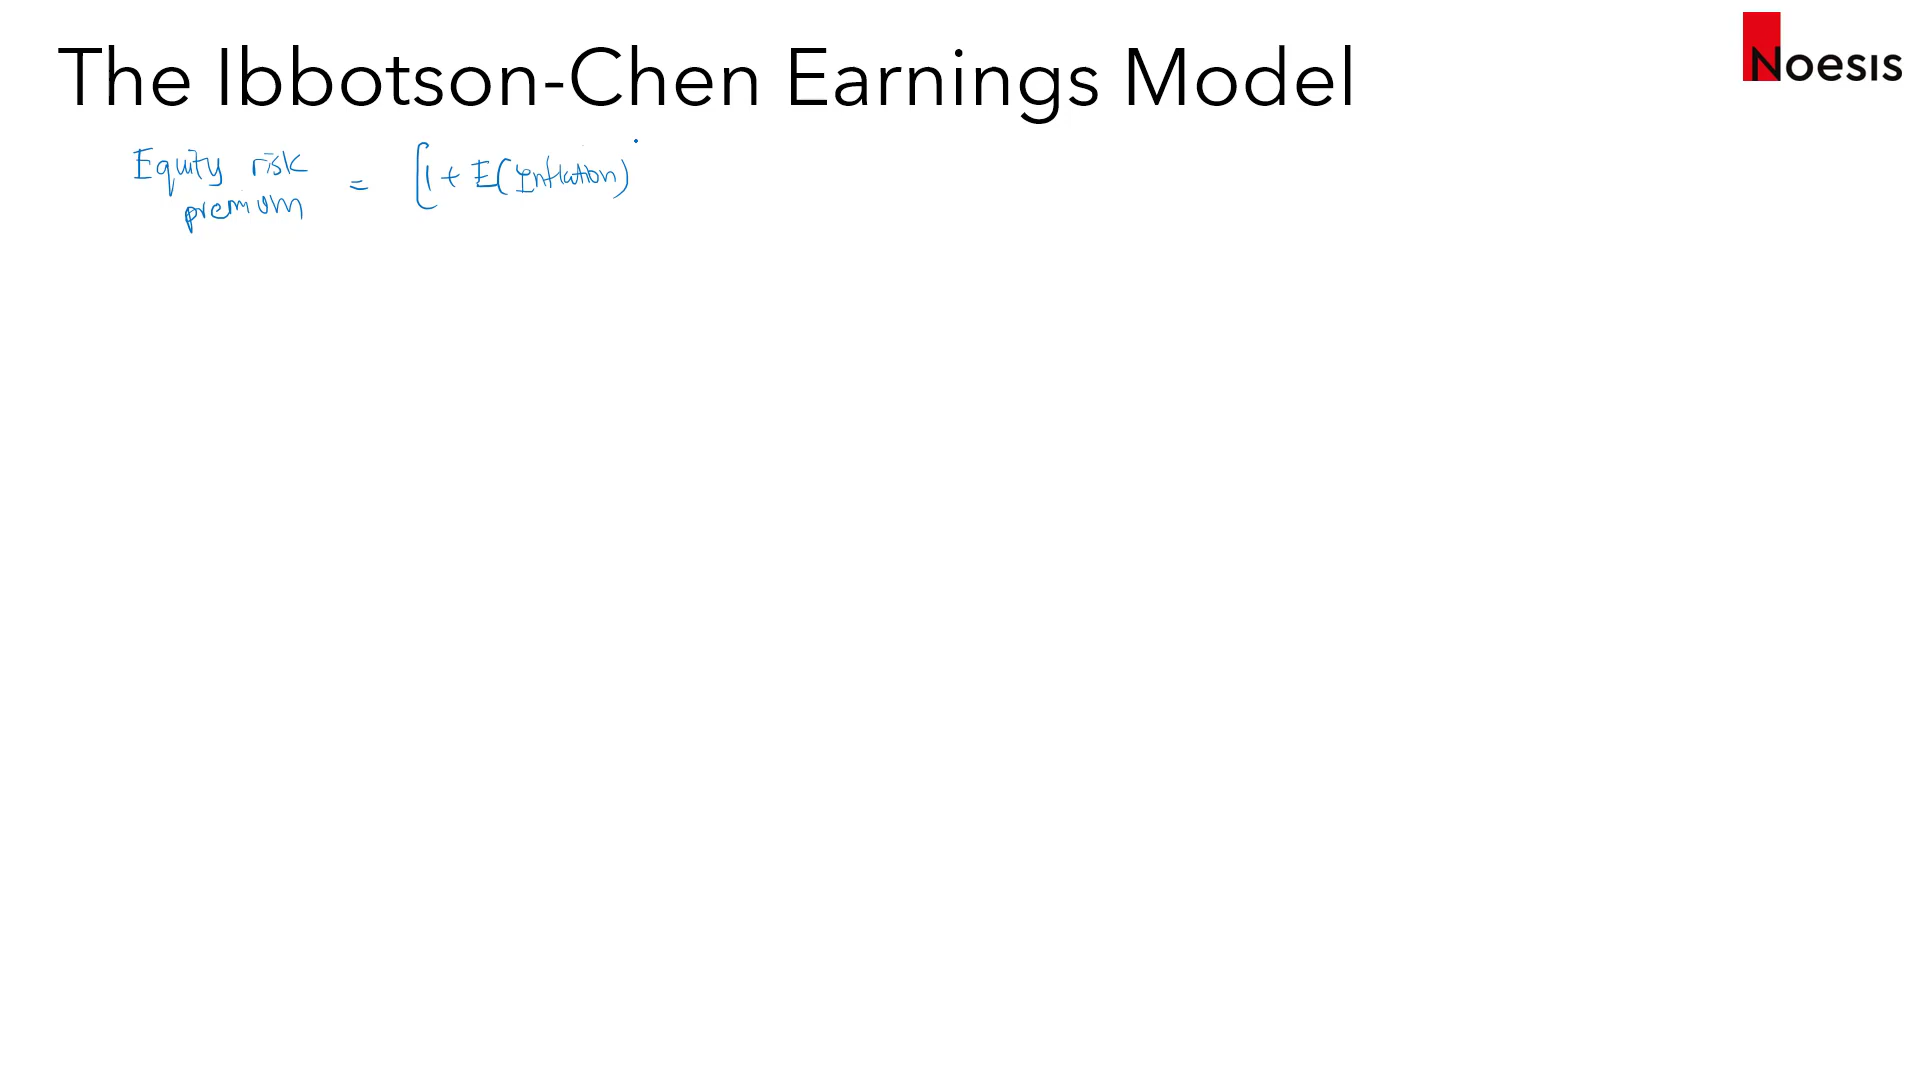 The Ibbotson-Chen Earnings Model
Noesis
Equity risk premium = [1 + E(Inflation)